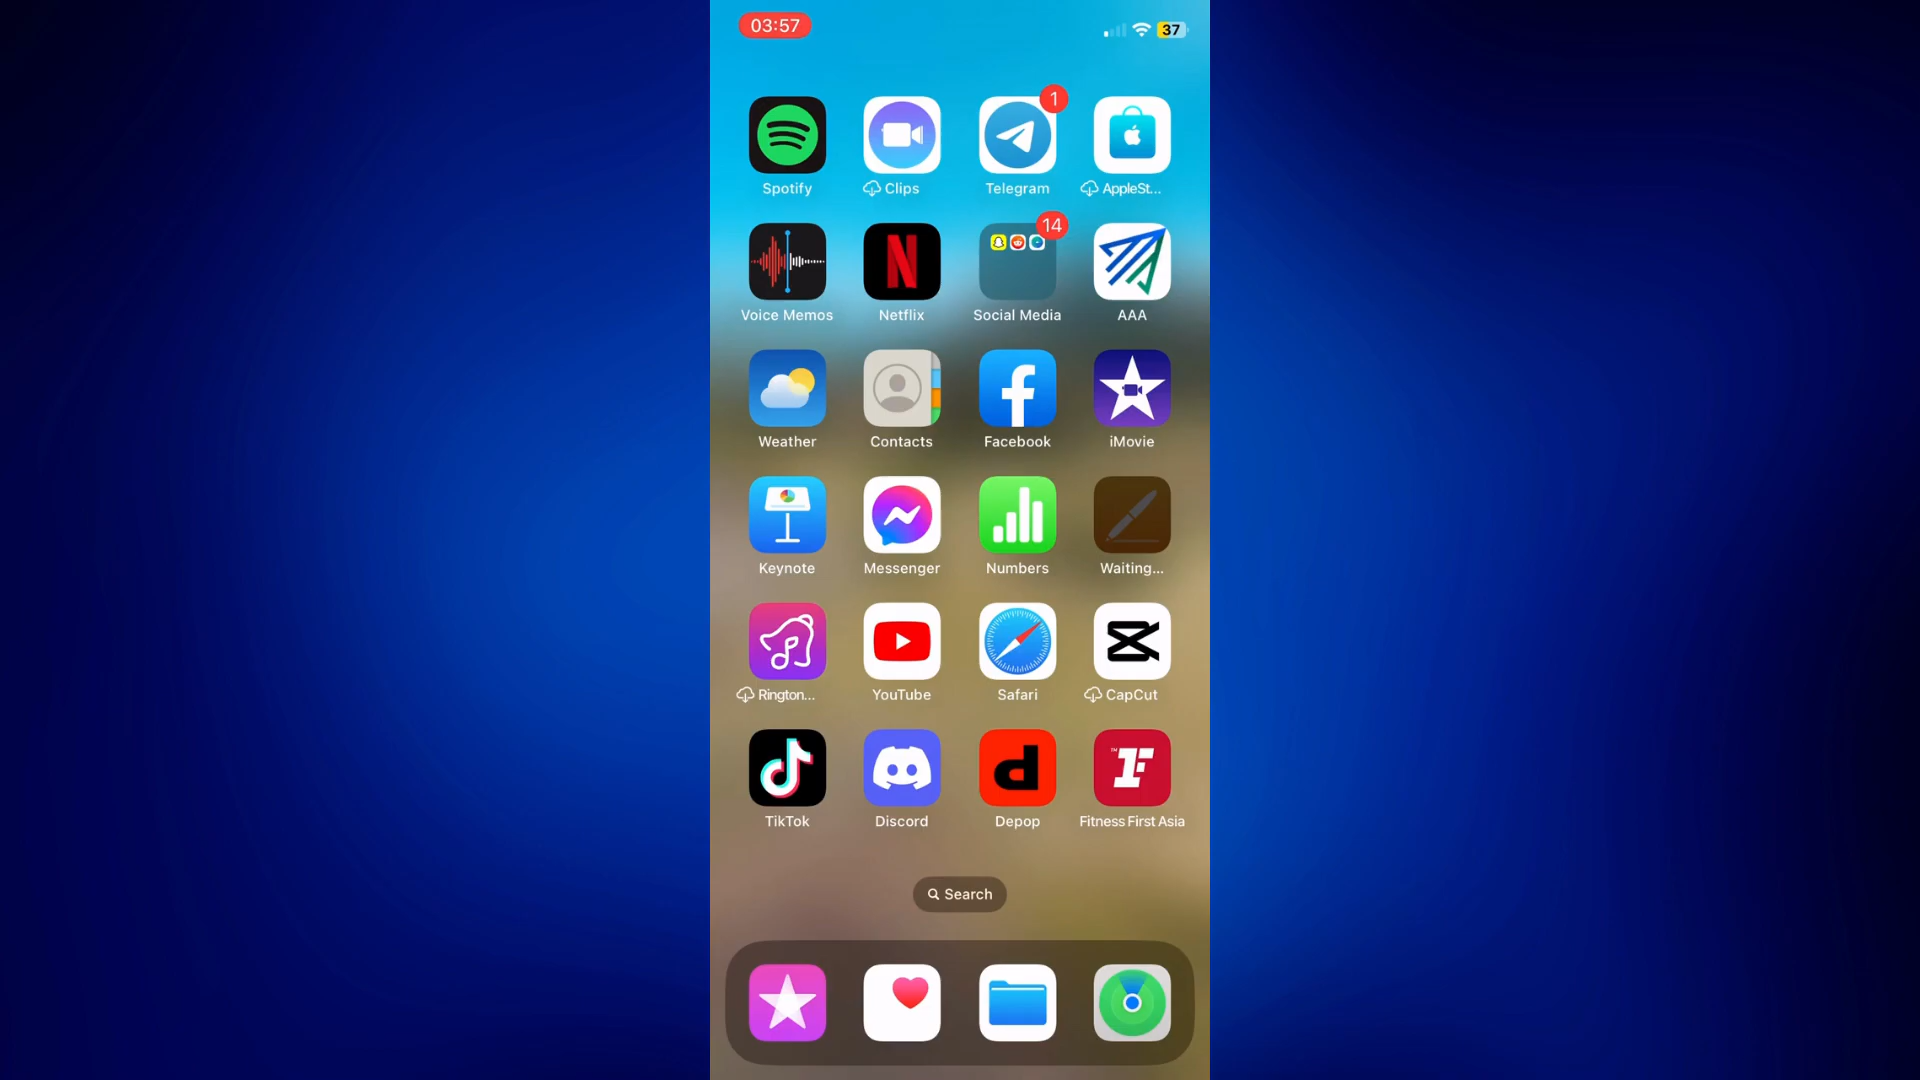 03:57
37
1
Spotify
Clips
Telegram
AppleSt...
14
Voice Memos
Netflix
Social Media
AAA
Weather
Contacts
Facebook
iMovie
Keynote
Messenger
Numbers
Waiting...
Rington...
YouTube
Safari
CapCut
TikTok
Discord
Depop
Fitness First Asia
Search